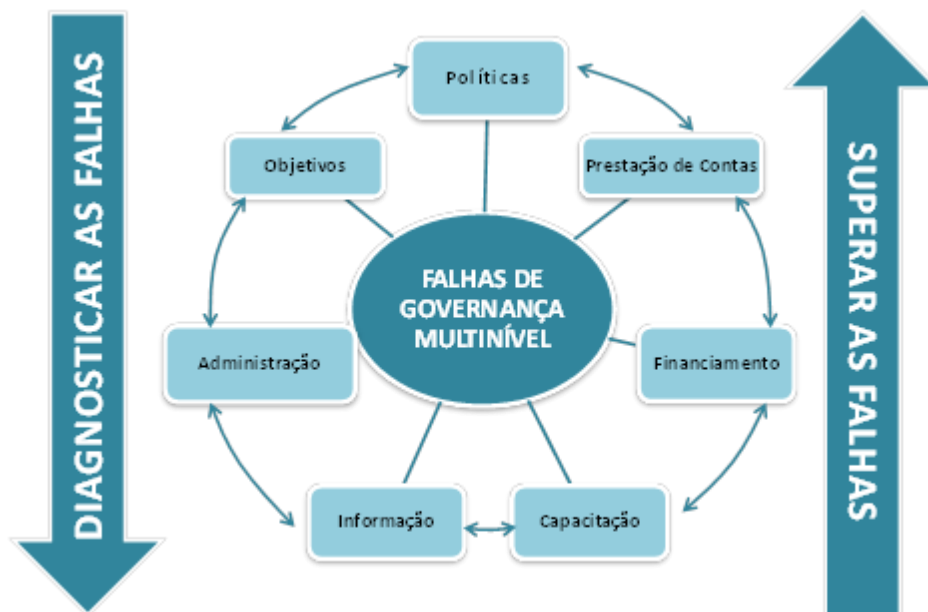 DIAGNOSTICAR AS FALHAS
Políticas
Objetivos
Prestação de Contas
FALHAS DE
GOVERNANÇA
MULTINÍVEL
Administração
Financiamento
Informação
Capacitação
SUPERAR AS FALHAS